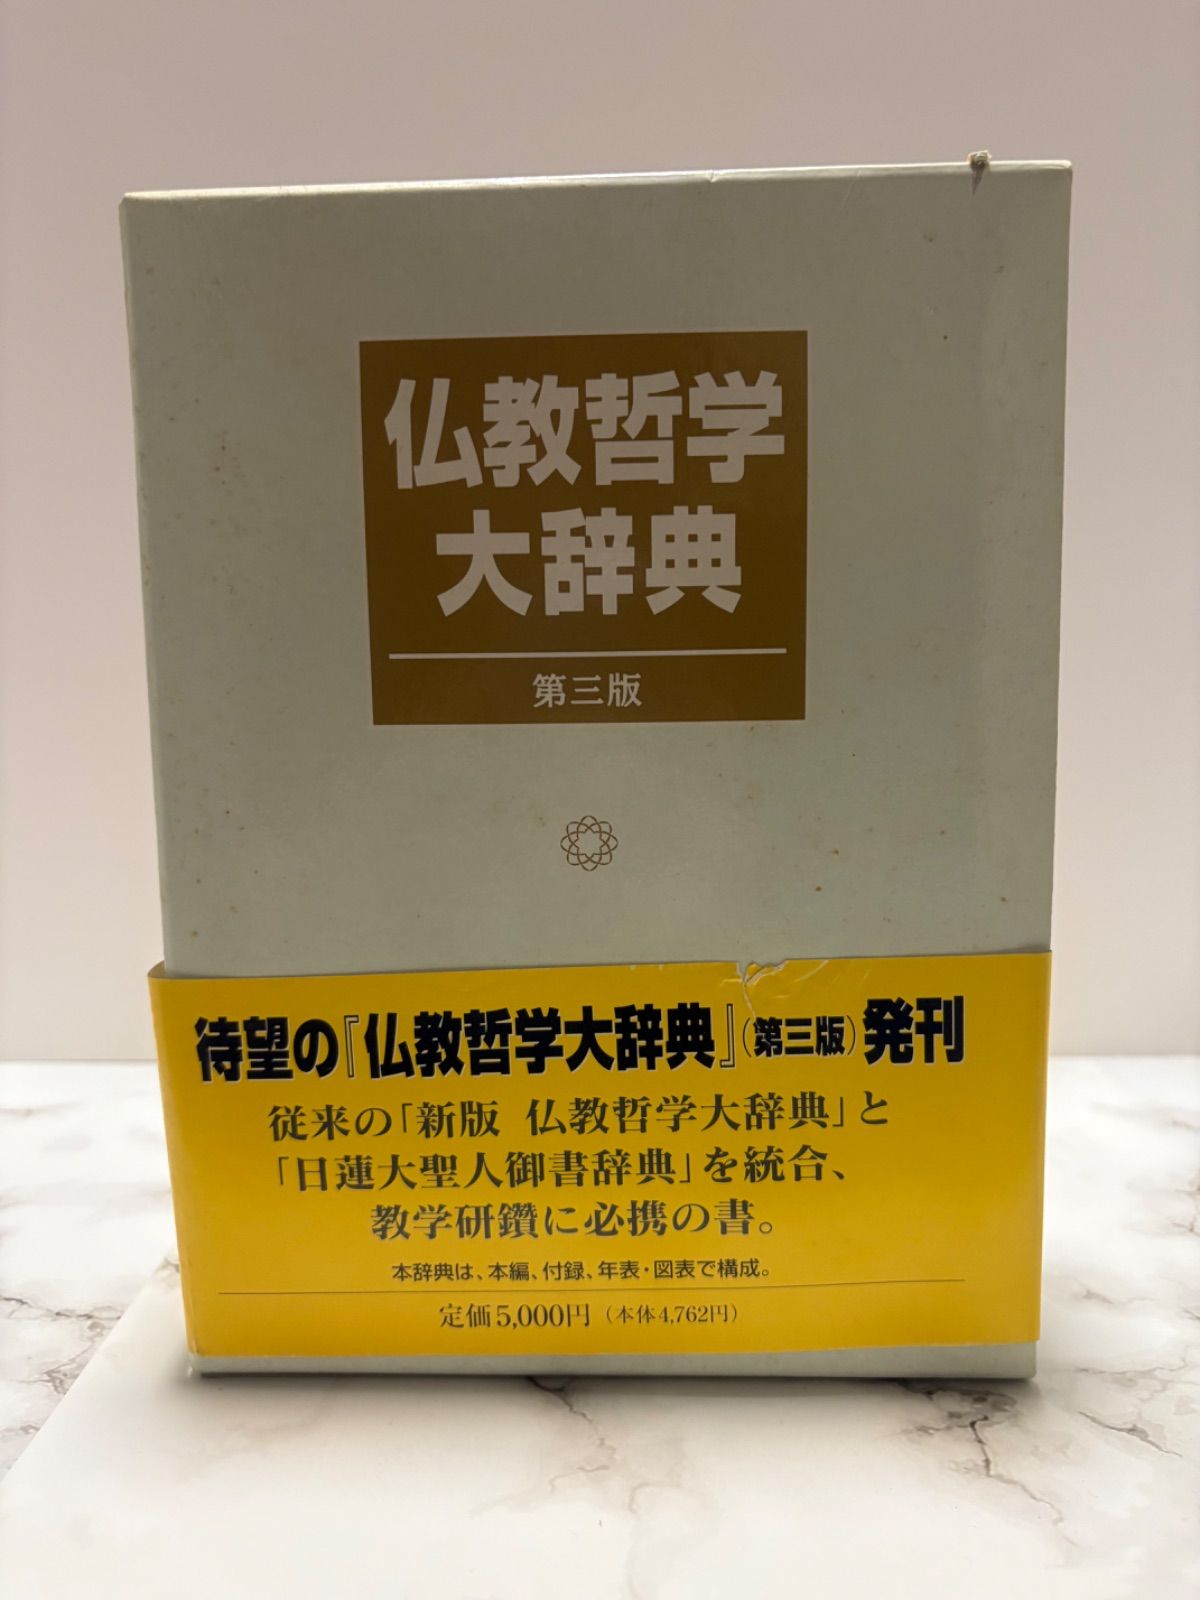 仏教哲学
大辞典
第三版
待望の『仏教哲学大辞典』(第三版)発刊
従来の「新版 仏教哲学大辞典」と
「日蓮大聖人御書辞典」を統合、
教学研鑽に必携の書。
本辞典は、本編、付録、年表・図表で構成。
定価5,000円(本体4,762円)